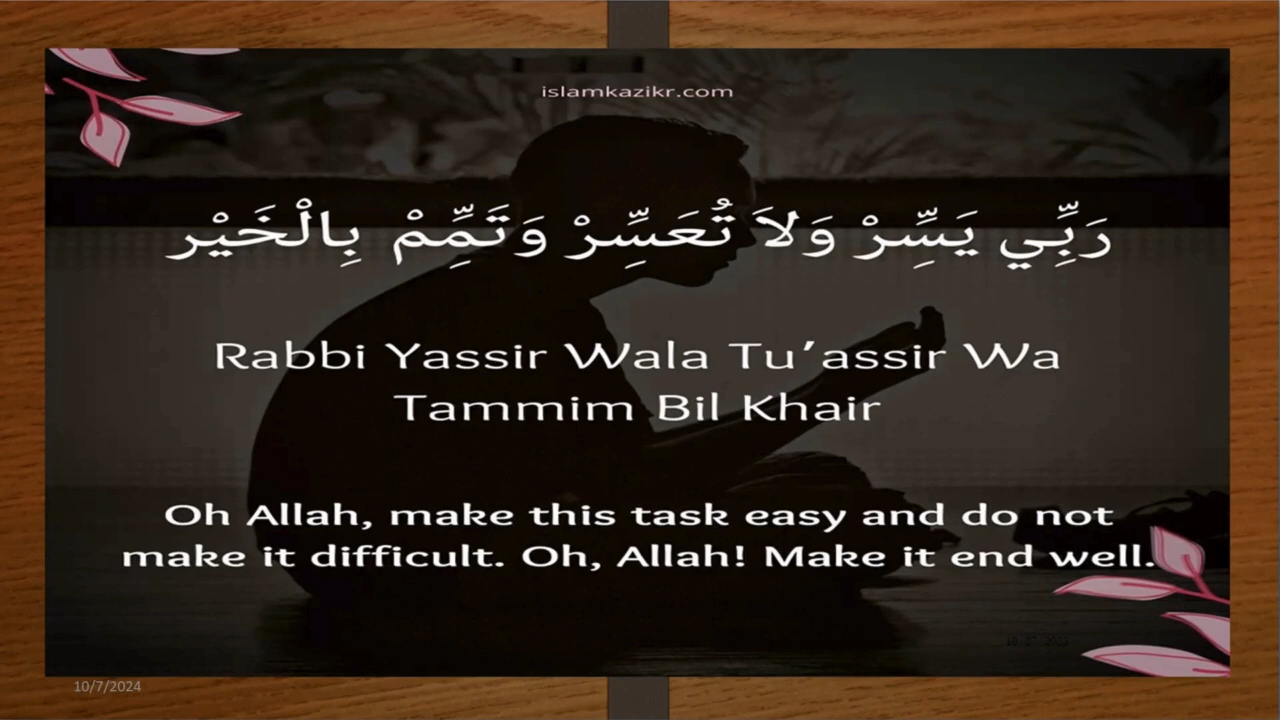 islamkazikr.com
رَبِّي يَسِّرْ وَلاَ تُعَسِّرْ وَتَمِّمْ بِالْخَيْر
Rabbi Yassir Wala Tu’assir Wa
Tammim Bil Khair
Oh Allah, make this task easy and do not
make it difficult. Oh, Allah! Make it end well.
10/7/2024